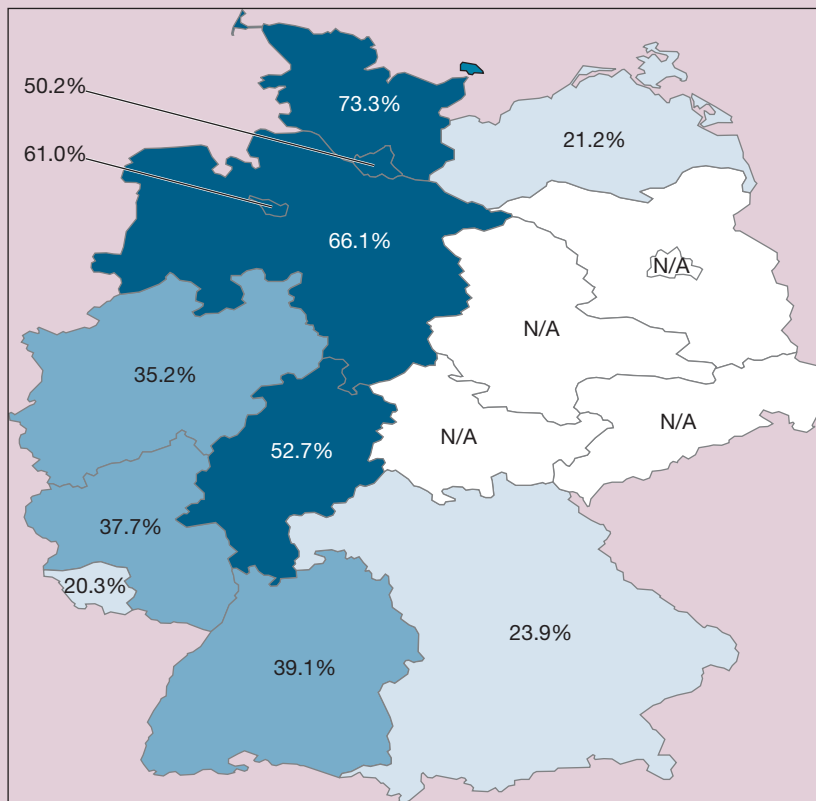 50.2%
73.3%
21.2%
61.0%
66.1%
N/A
N/A
35.2%
N/A
N/A
52.7%
37.7%
20.3%
23.9%
39.1%